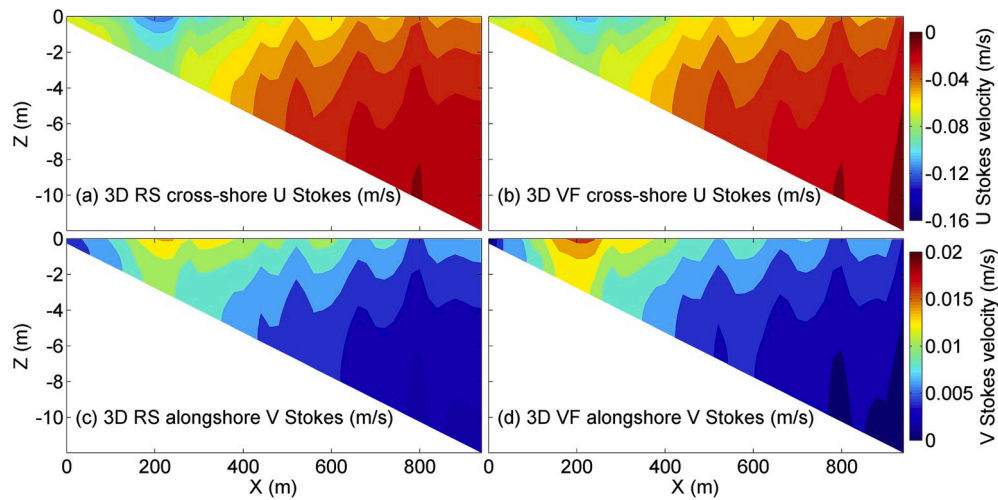 0
-2
-4
-6
-8
-10
Z (m)
(a) 3D RS cross-shore U Stokes (m/s)
(b) 3D VF cross-shore U Stokes (m/s)
0
-0.04
-0.08
-0.12
-0.16
U Stokes velocity (m/s)
0
-2
-4
-6
-8
-10
Z (m)
(c) 3D RS alongshore V Stokes (m/s)
(d) 3D VF alongshore V Stokes (m/s)
0.02
0.015
0.01
0.005
0
V Stokes velocity (m/s)
0 200 400 600 800
X (m)
0 200 400 600 800
X (m)